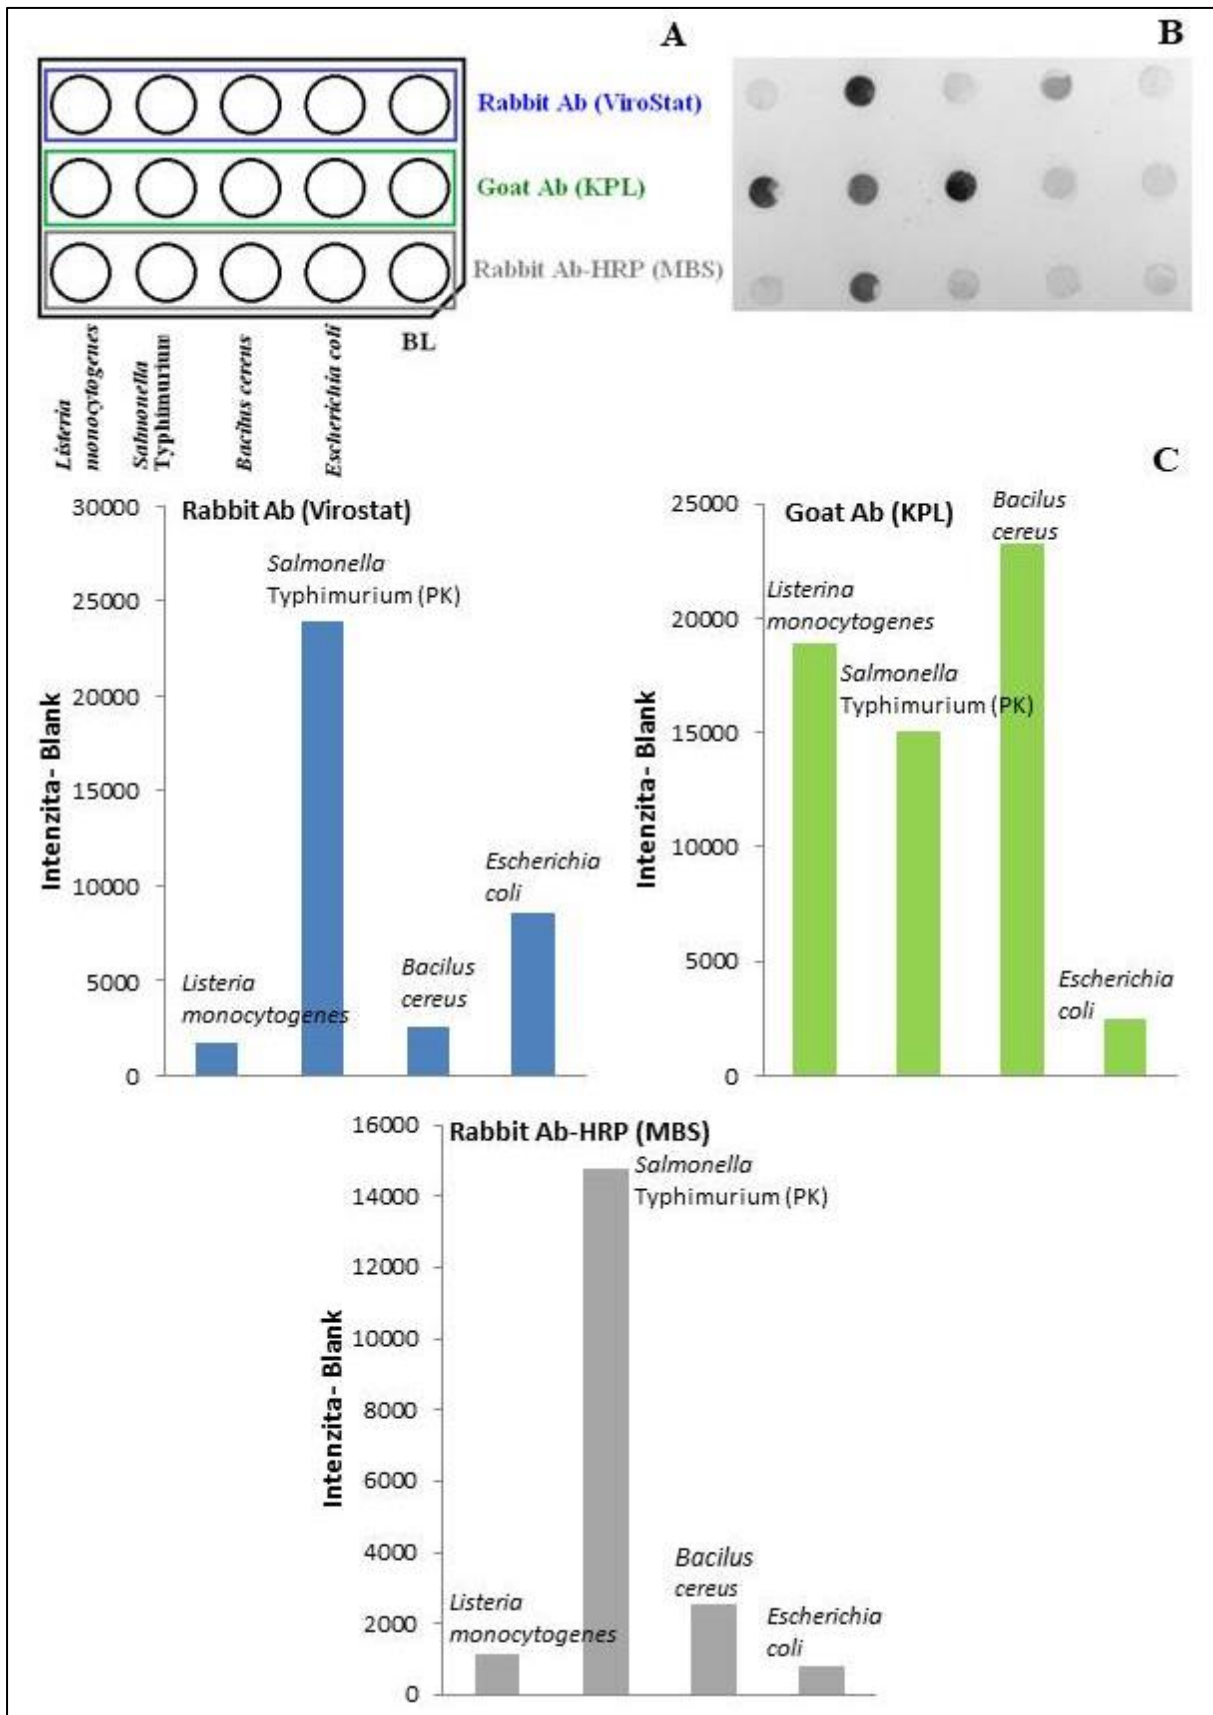 A
B
Rabbit Ab (ViroStat)
Goat Ab (KPL)
Rabbit Ab-HRP (MBS)
Listeria
monocytogenes
Salmonella
Typhimurium
Bacilus cereus
Escherichia coli
BL
C
Rabbit Ab (Virostat)
Intenzita- Blank
30000
25000
20000
15000
10000
5000
0
Listeria
monocytogenes
Salmonella
Typhimurium (PK)
Bacilus
cereus
Escherichia
coli
Goat Ab (KPL)
Intenzita- Blank
25000
20000
15000
10000
5000
0
Listerina
monocytogenes
Salmonella
Typhimurium (PK)
Bacilus
cereus
Escherichia
coli
Rabbit Ab-HRP (MBS)
Intenzita- Blank
16000
14000
12000
10000
8000
6000
4000
2000
0
Listeria
monocytogenes
Salmonella
Typhimurium (PK)
Bacilus
cereus
Escherichia
coli